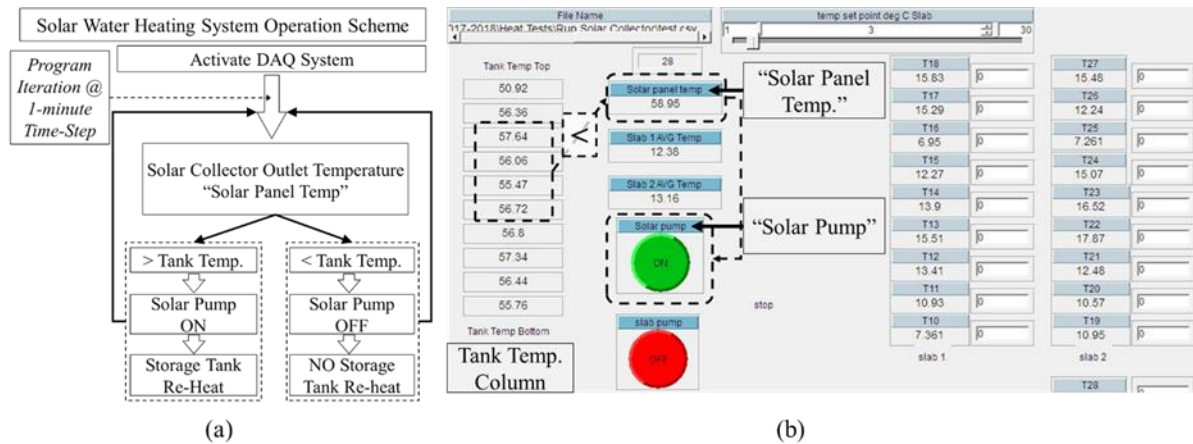 Solar Water Heating System Operation Scheme
Activate DAQ System
Program
Iteration @
1-minute
Time-Step
Solar Collector Outlet Temperature
“Solar Panel Temp”
> Tank Temp.
< Tank Temp.
Solar Pump
ON
Solar Pump
OFF
Storage Tank
Re-Heat
NO Storage
Tank Re-heat
(a)
File Name
017-2018\Heat Tests\Run Solar Collector\test.csv
temp set point deg C Slab
1
3
30
Tank Temp Top
50.92
56.36
57.64
56.06
55.47
56.72
56.8
57.34
56.44
55.76
Tank Temp Bottom
Tank Temp.
Column
28
Solar panel temp
58.95
<
Slab 1 AVG Temp
12.38
Slab 2 AVG Temp
13.16
Solar pump
ON
slab pump
OFF
“Solar Panel
Temp.”
“Solar Pump”
stop
T18
15.83 0
T17
15.29 0
T16
6.95 0
T15
12.27 0
T14
13.9 0
T13
15.51 0
T12
13.41 0
T11
10.93 0
T10
7.361 0
slab 1
T27
15.48 0
T26
12.24 0
T25
7.261 0
T24
15.07 0
T23
16.52 0
T22
17.87 0
T21
12.48 0
T20
10.57 0
T19
10.95 0
slab 2
T28
(b)